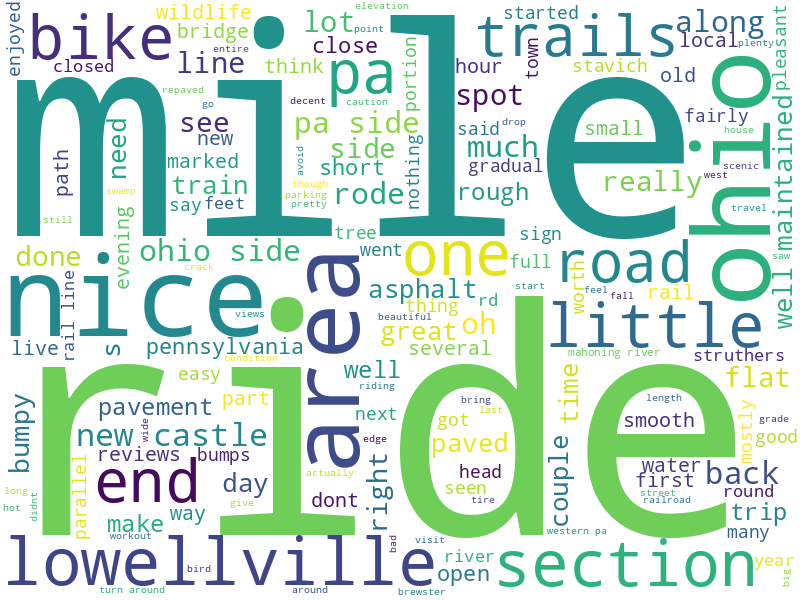 elevation
wildlife
started
enjoyed
bike
lot
point
trails
along
entire
bridge
local
pleasant
plenty
closed
line
think
close
pa
portion
hour
town
stavich
old
repaved
go
decent
caution
spot
mile
ohio
see
new
pa side
said
drop
small
fairly
house
path
need
marked
train
avoid
short
side
nothing
much
gradual
really
scenic
well maintained
rough
swamp
say
feet
though
parking
pretty
rode
west
travel
still
evening
tree
sign
saw
done
ohio side
went
one
full
road
crack
nice
area
asphalt
rd
start
worth
feel
fall
rail
views
thing
great
oh
beautiful
little
live
rail line
s
pennsylvania
several
mahoning river
struthers
condition
easy
well
riding
time
flat
ride
bumpy
pavement
part
next
got
bring
last
length
smooth
mostly
grade
good
new castle
wide
edge
paved
reviews
bumps
parallel
end
day
actually
right
head
seen
tire
couple
water
first
back
street
railroad
round
long
hot
didnt
make
way
give
dont
trip
many
workout
bad
visit
western pa
lowellville
bird
river
open
section
year
big
turn around
around
brewster